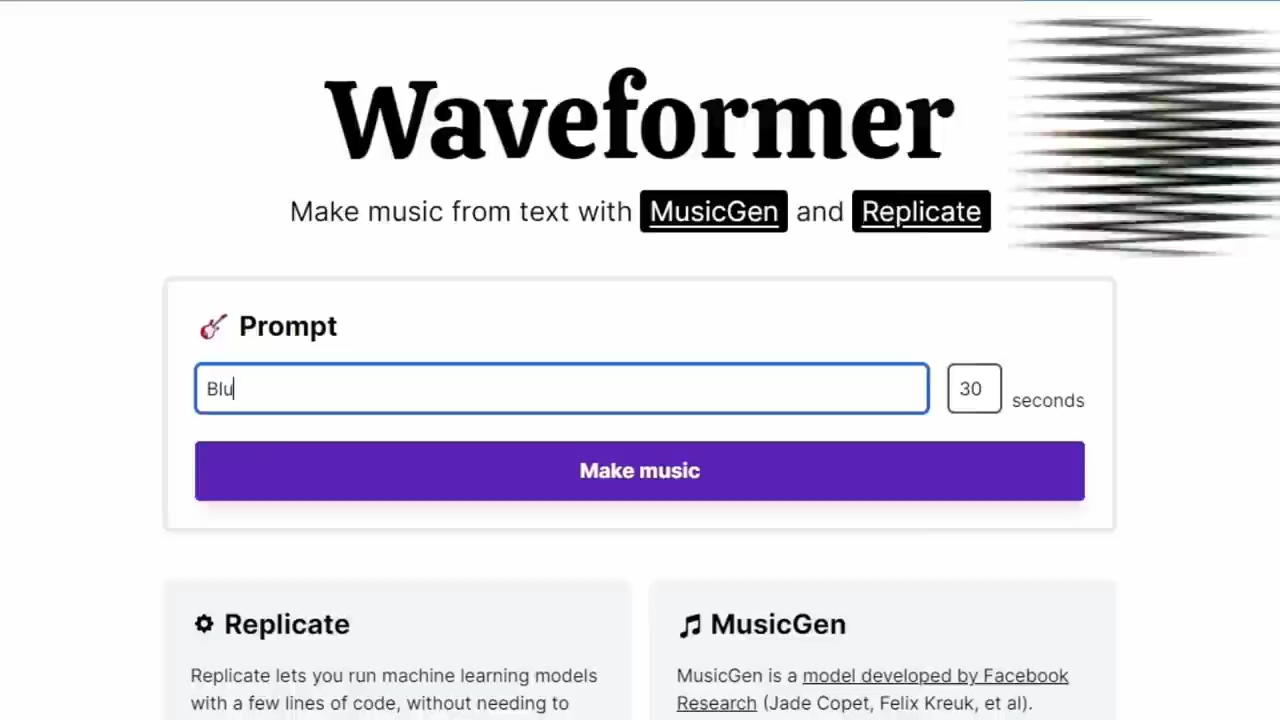 Waveformer
Make music from text with MusicGen and Replicate
Prompt
Blu
30 seconds
Make music
Replicate
Replicate lets you run machine learning models
with a few lines of code, without needing to
MusicGen
MusicGen is a model developed by Facebook
Research (Jade Copet, Felix Kreuk, et al).